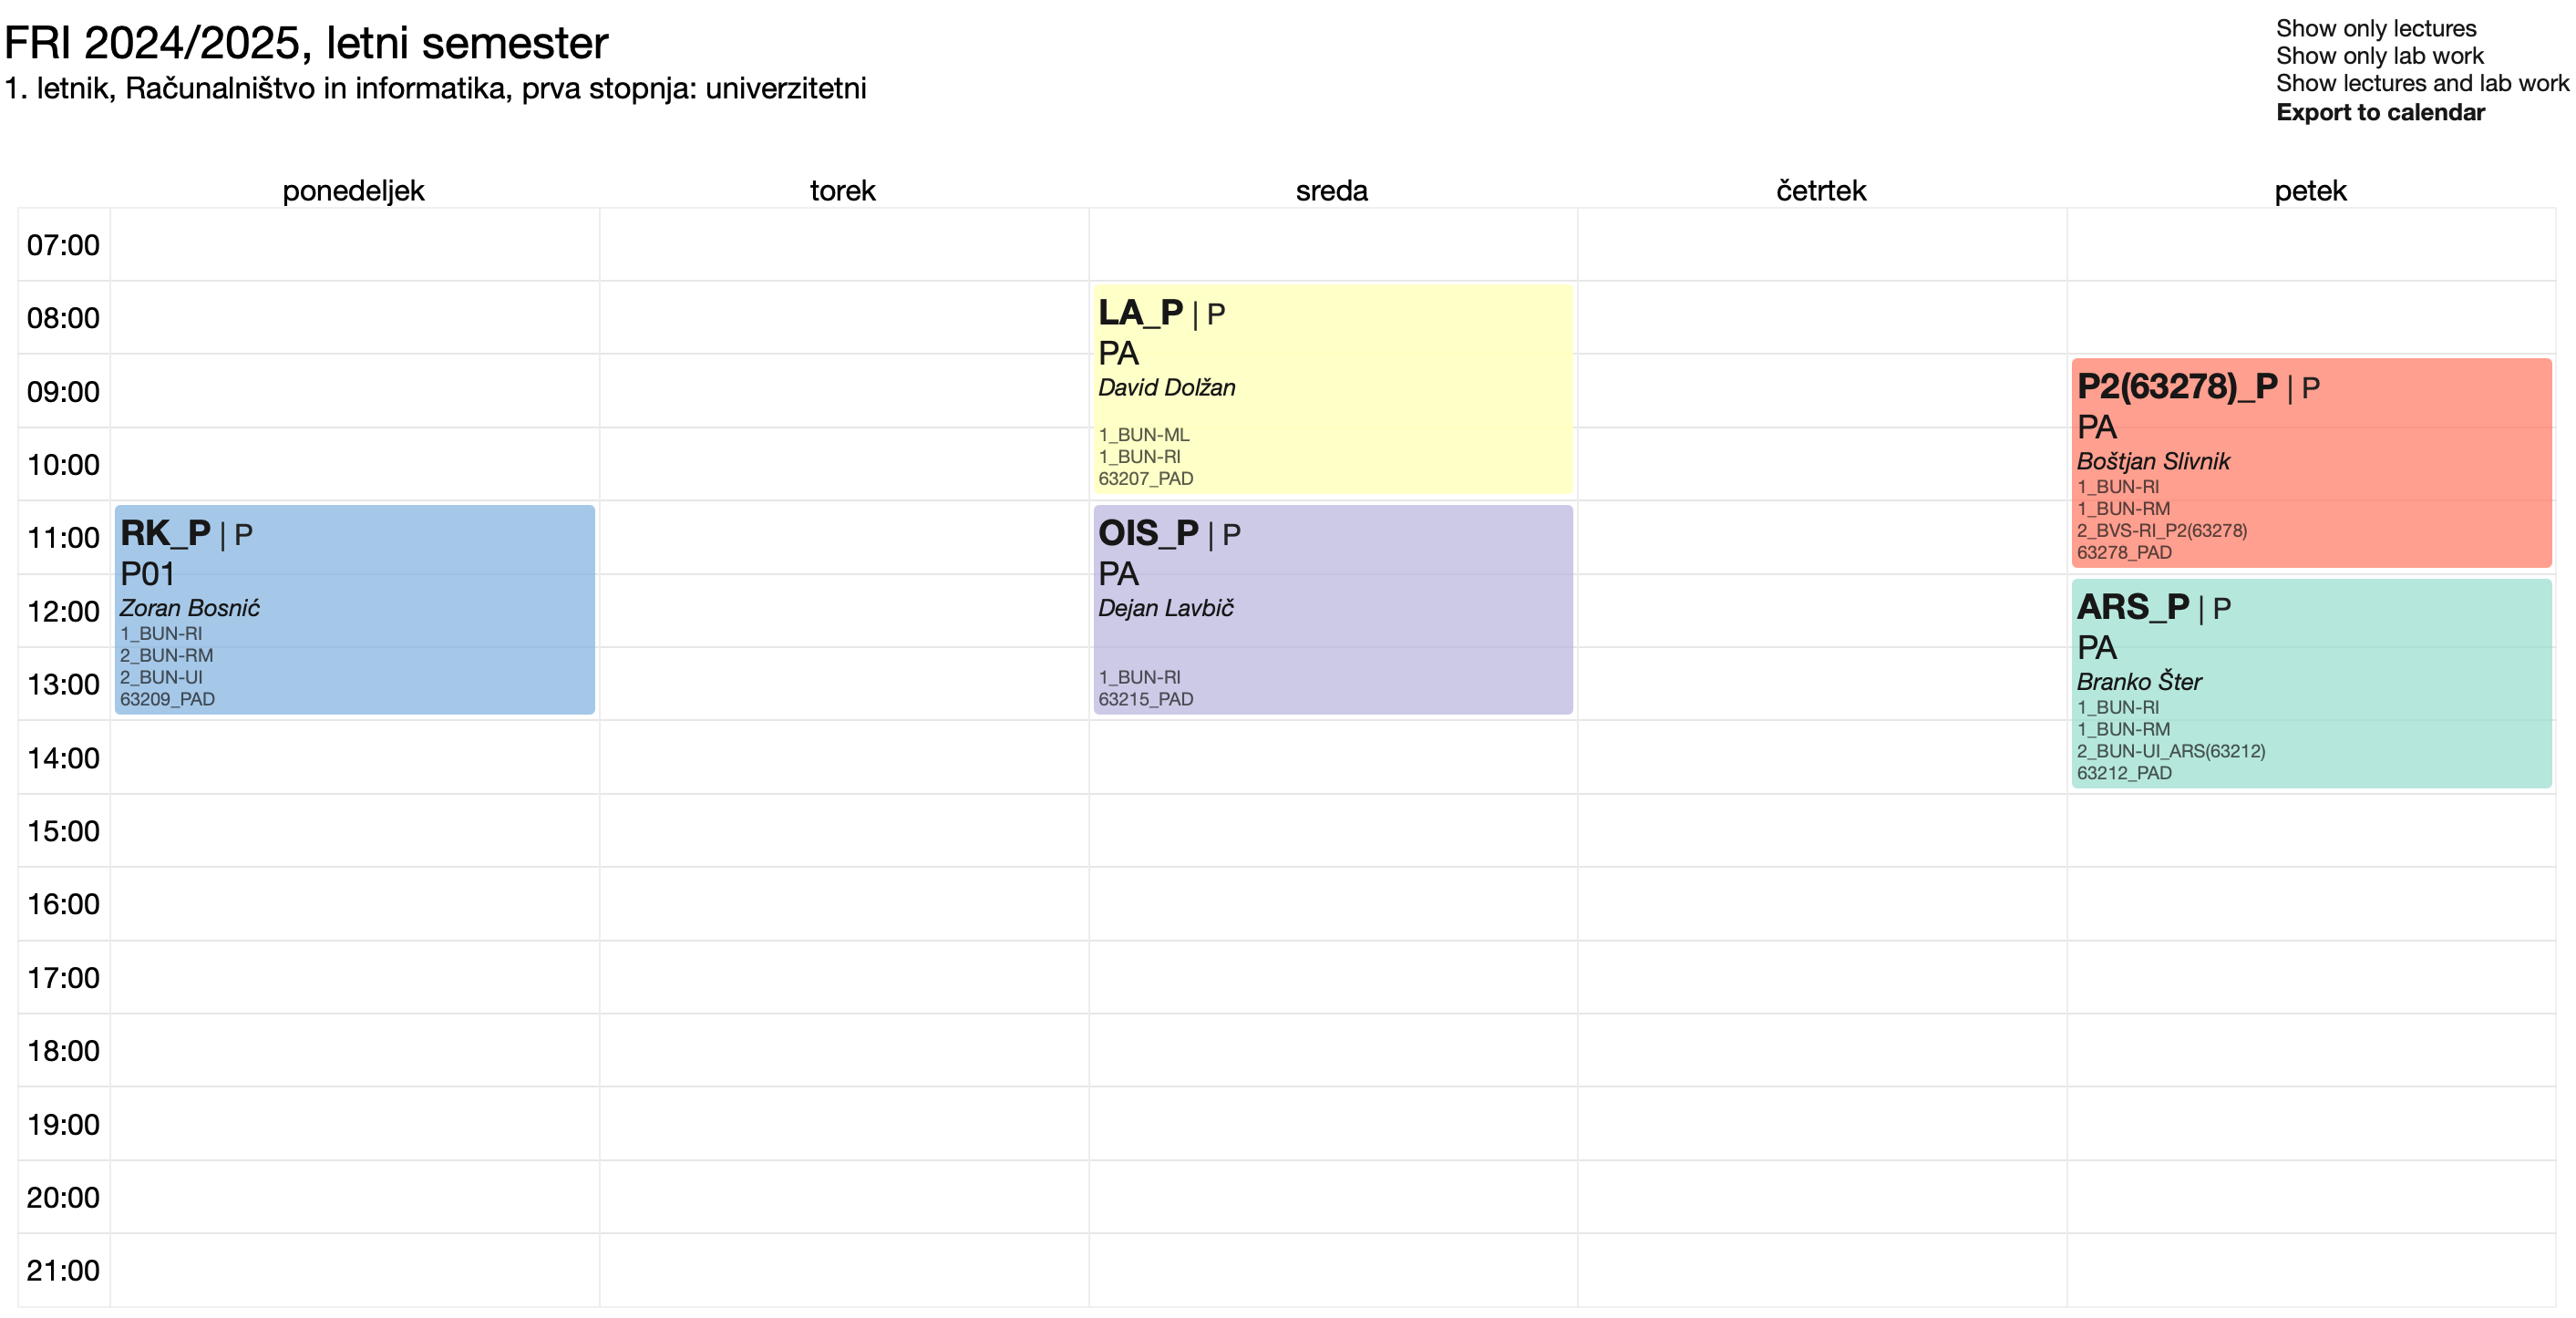 FRI 2024/2025, letni semester
1. letnik, Računalništvo in informatika, prva stopnja: univerzitetni
Show only lectures
Show only lab work
Show lectures and lab work
Export to calendar
ponedeljek
torek
sreda
četrtek
petek
07:00
08:00
09:00
10:00
11:00
12:00
13:00
14:00
15:00
16:00
17:00
18:00
19:00
20:00
21:00
RK_P | P
P01
Zoran Bosnić
1_BUN-RI
2_BUN-RM
2_BUN-UI
63209_PAD
LA_P | P
PA
David Dolžan
1_BUN-ML
1_BUN-RI
63207_PAD
OIS_P | P
PA
Dejan Lavbič
1_BUN-RI
63215_PAD
P2(63278)_P | P
PA
Boštjan Slivnik
1_BUN-RI
1_BUN-RM
2_BVS-RI_P2(63278)
63278_PAD
ARS_P | P
PA
Branko Šter
1_BUN-RI
1_BUN-RM
2_BUN-UI_ARS(63212)
63212_PAD